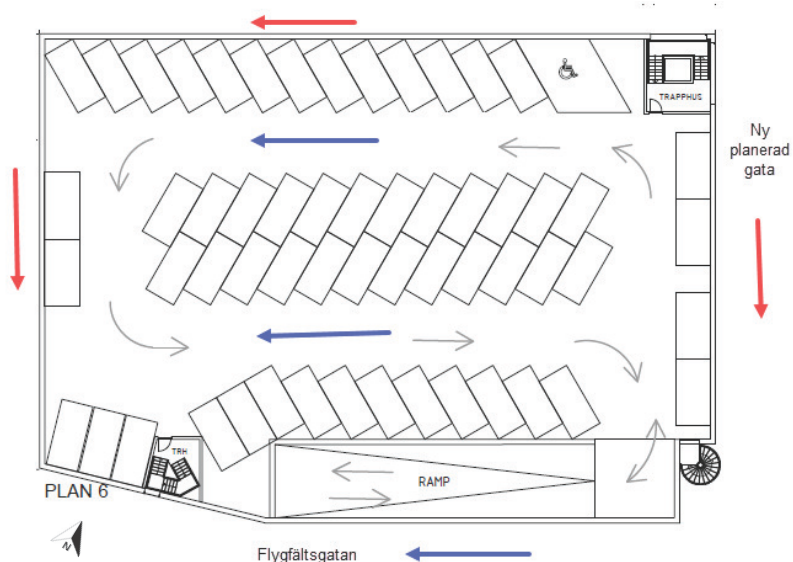 TRAPPHUS
Ny
planerad
gata
TRH
PLAN 6
RAMP
N
Flygfältsgatan